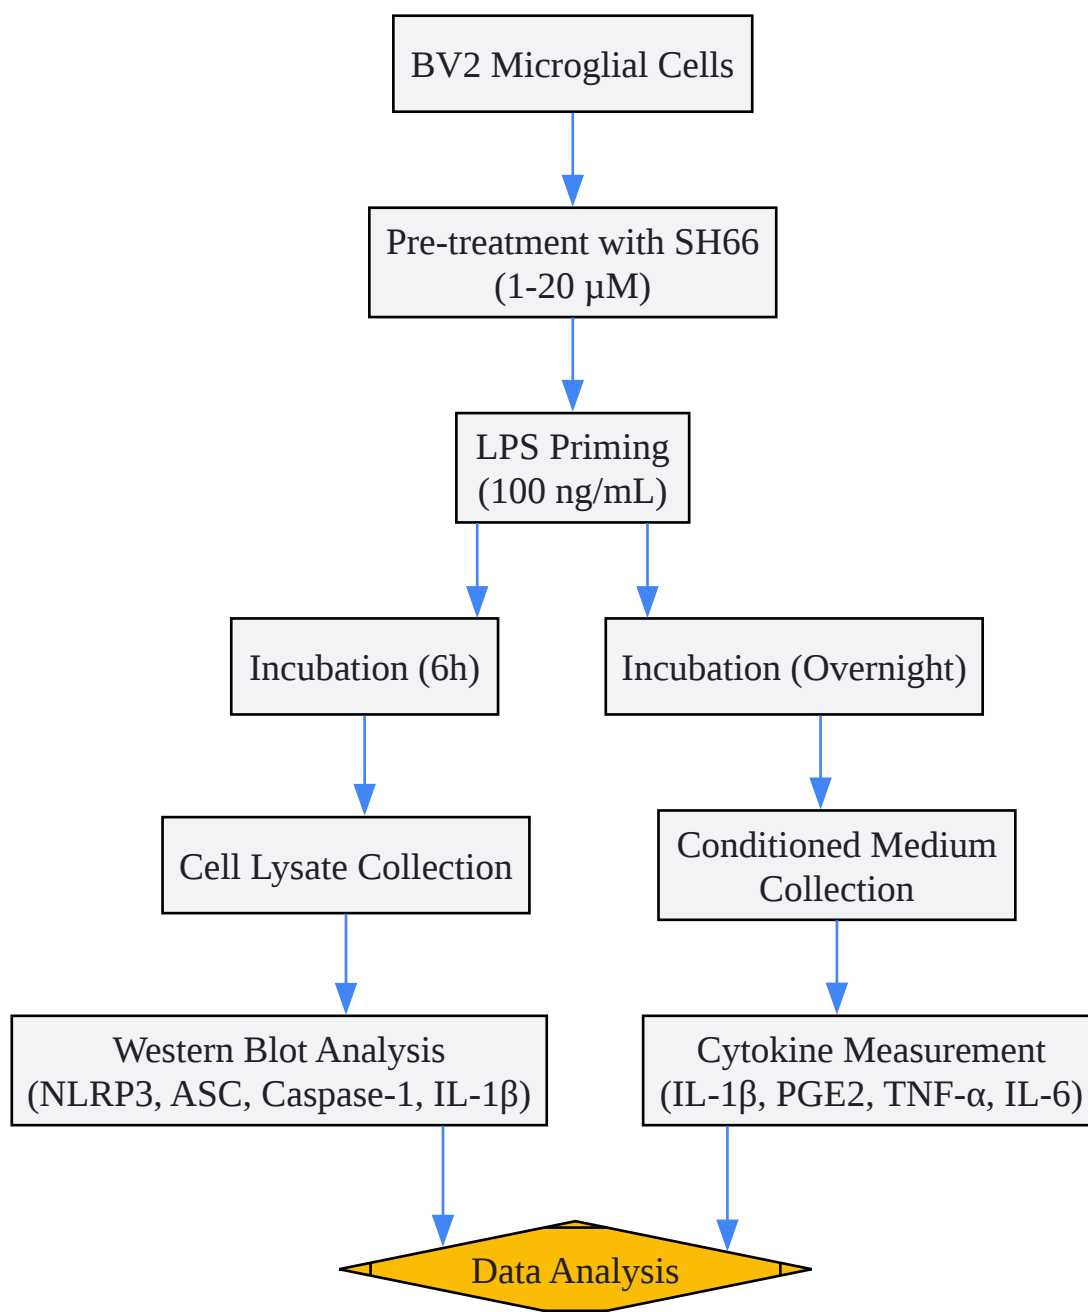 BV2 Microglial Cells
Pre-treatment with SH66
(1-20 µM)
LPS Priming
(100 ng/mL)
Incubation (6h)
Incubation (Overnight)
Cell Lysate Collection
Conditioned Medium
Collection
Western Blot Analysis
(NLRP3, ASC, Caspase-1, IL-1β)
Cytokine Measurement
(IL-1β, PGE2, TNF-α, IL-6)
Data Analysis